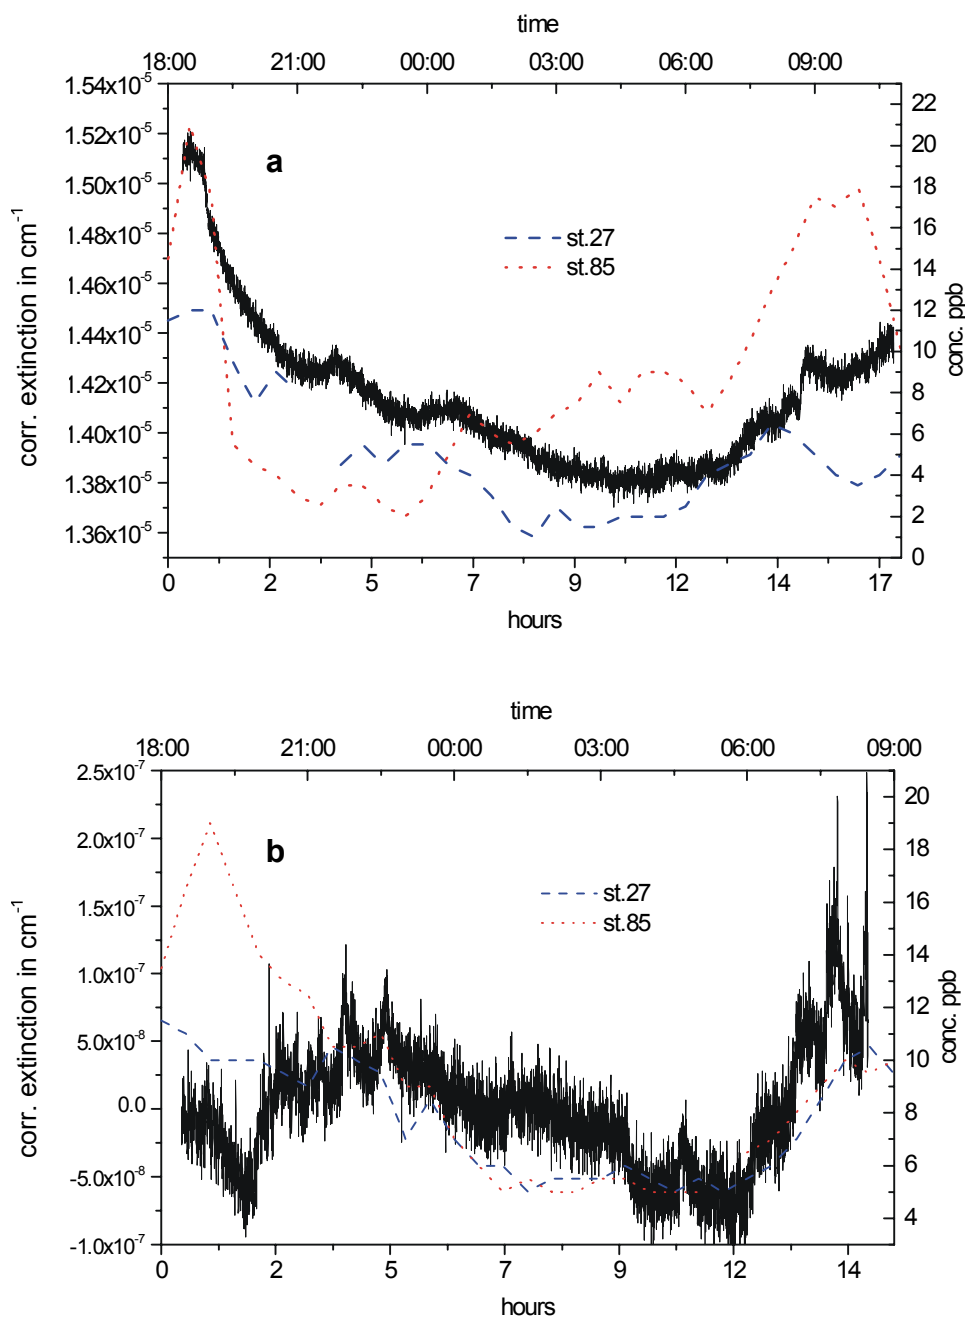 time
18:00 21:00 00:00 03:00 06:00 09:00
1.54x10⁻⁵
1.52x10⁻⁵
1.50x10⁻⁵
1.48x10⁻⁵
1.46x10⁻⁵
1.44x10⁻⁵
1.42x10⁻⁵
1.40x10⁻⁵
1.38x10⁻⁵
1.36x10⁻⁵
corr. extinction in cm⁻¹
a
st.27
st.85
22
20
18
16
14
12
10
8
6
4
2
0
conc. ppb
0 2 5 7 9 12 14 17
hours
time
18:00 21:00 00:00 03:00 06:00 09:00
2.5x10⁻⁷
2.0x10⁻⁷
1.5x10⁻⁷
1.0x10⁻⁷
5.0x10⁻⁸
0.0
-5.0x10⁻⁸
-1.0x10⁻⁷
corr. extinction in cm⁻¹
b
st.27
st.85
20
18
16
14
12
10
8
6
4
conc. ppb
0 2 5 7 9 12 14
hours